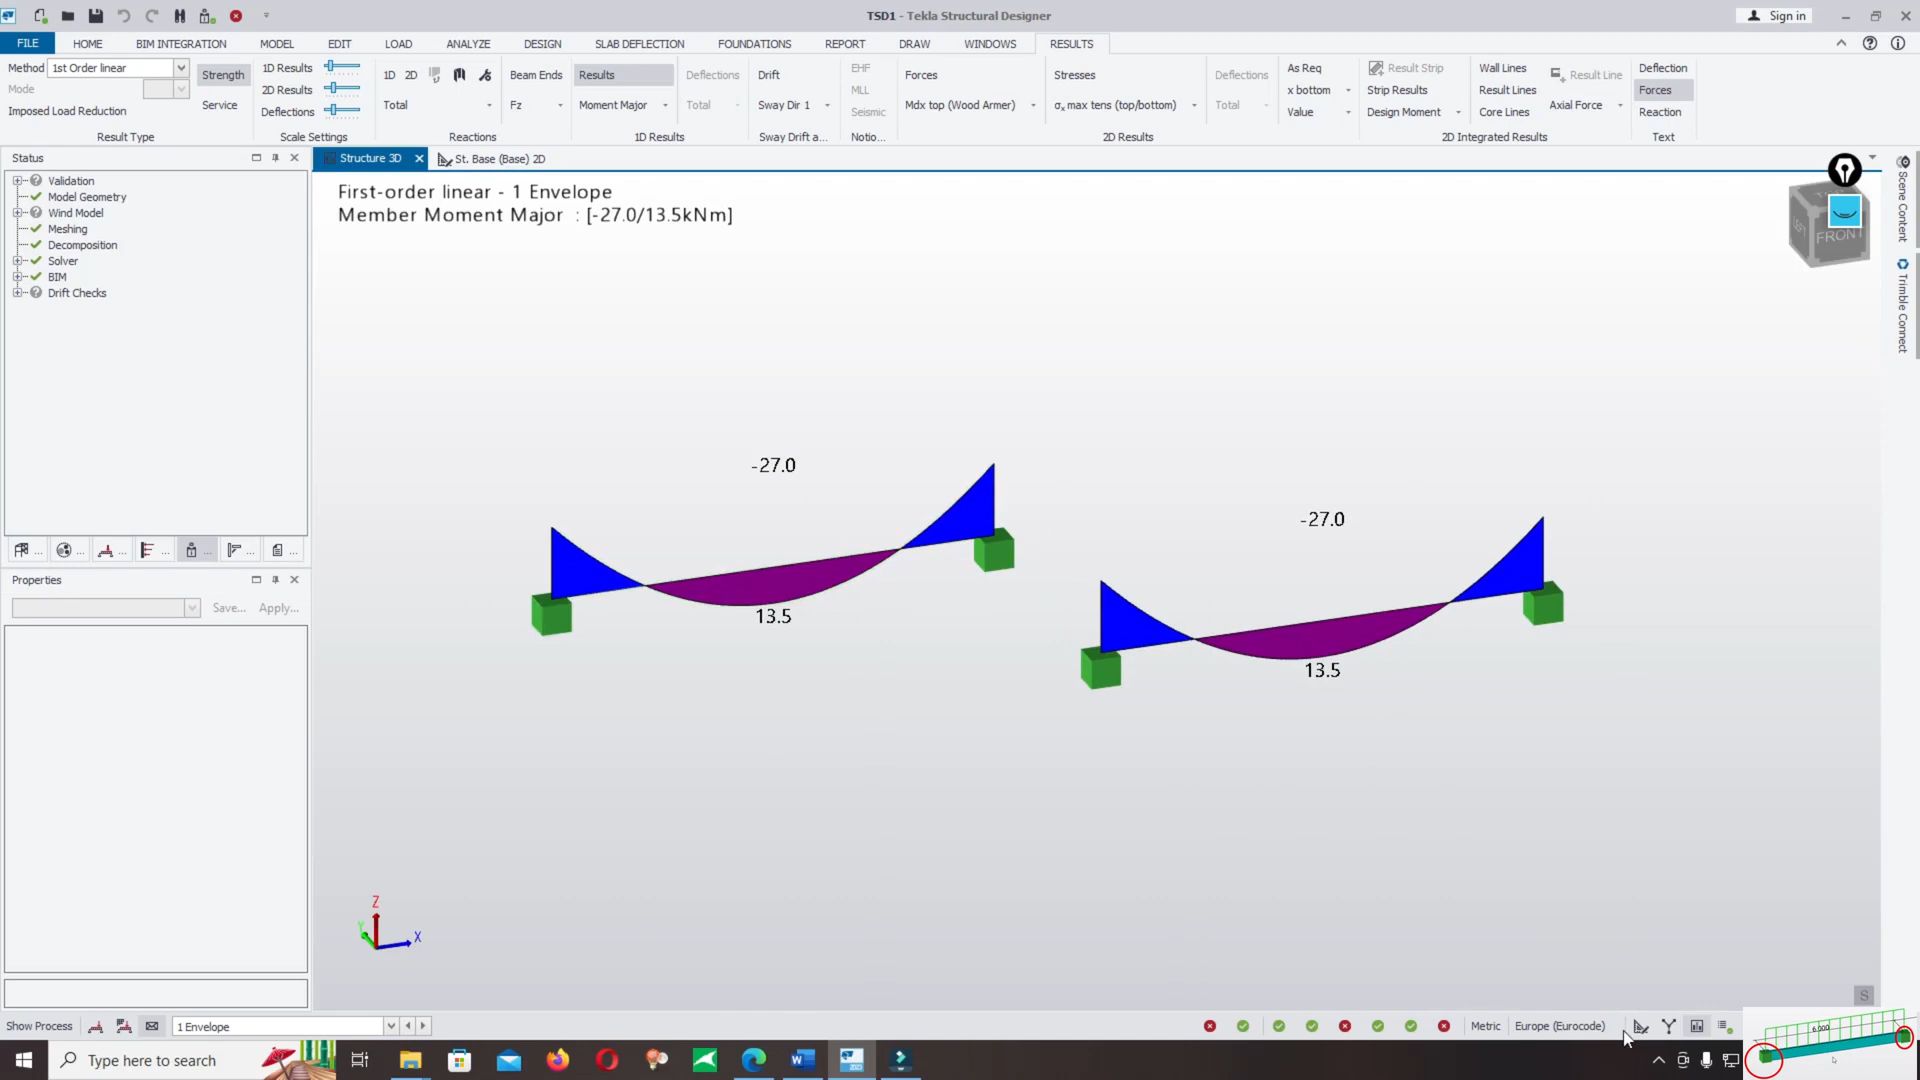 TSD1 - Tekla Structural Designer
Sign in
FILE
HOME
BIM INTEGRATION
MODEL
EDIT
LOAD
ANALYZE
DESIGN
SLAB DEFLECTION
FOUNDATIONS
REPORT
DRAW
WINDOWS
RESULTS
Method 1st Order linear
Mode
Imposed Load Reduction
Strength
Service
Result Type
1D Results
2D Results
Deflections
Scale Settings
1D 2D
Total
Reactions
Beam Ends
Fz
Results
Moment Major
1D Results
Deflections
Total
Drift
Sway Dir 1
Sway Drift a...
EHF
MLL
Seismic
Notio...
Forces
Mdx top (Wood Armer)
Stresses
σx max tens (top/bottom)
2D Results
Deflections
Total
As Req
x bottom
Value
Result Strip
Strip Results
Design Moment
Wall Lines
Result Lines
Core Lines
Result Line
Axial Force
2D Integrated Results
Deflection
Forces
Reaction
Text
Status
Validation
Model Geometry
Wind Model
Meshing
Decomposition
Solver
BIM
Drift Checks
Properties
Save...
Apply...
Structure 3D
St. Base (Base) 2D
First-order linear - 1 Envelope
Member Moment Major : [-27.0/13.5kNm]
LEFT
FRONT
Scene Content
Trimble Connect
-27.0
13.5
-27.0
13.5
Z
Y
X
S
Show Process
1 Envelope
Metric
Europe (Eurocode)
6.000
Type here to search